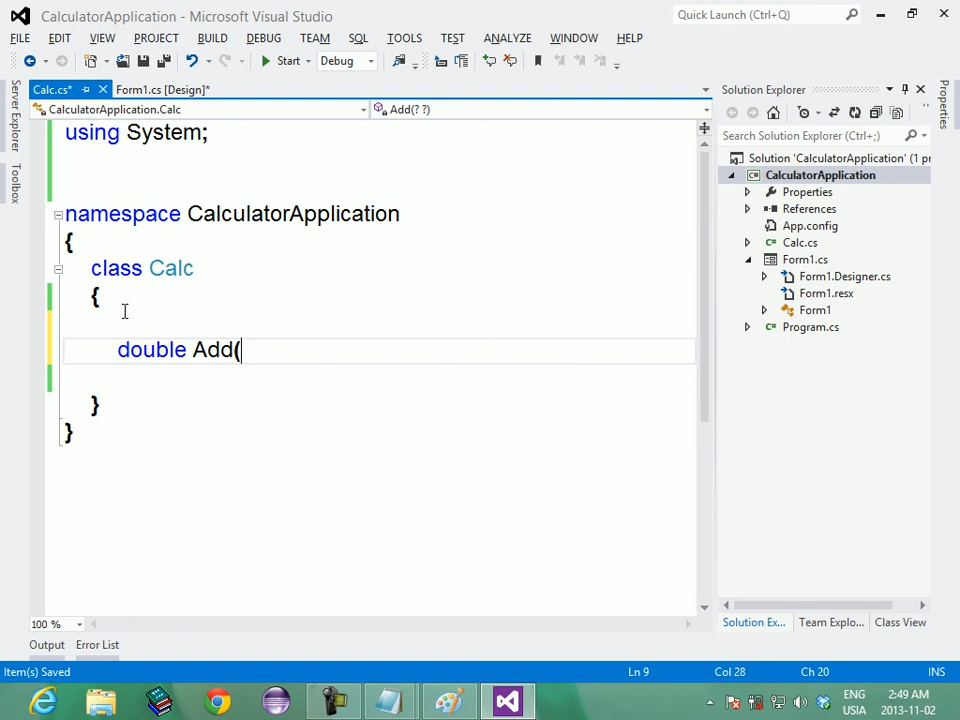 CalculatorApplication - Microsoft Visual Studio
Quick Launch (Ctrl+Q)
FILE EDIT VIEW PROJECT BUILD DEBUG TEAM SQL TOOLS TEST ANALYZE WINDOW HELP
Start Debug
Server Explorer
Toolbox
Calc.cs* Form1.cs [Design]*
CalculatorApplication.Calc Add(? ?)
using System;
namespace CalculatorApplication
{
class Calc
{
double Add(
}
}
100 %
Output Error List
Solution Explorer
Search Solution Explorer (Ctrl+;)
Solution 'CalculatorApplication' (1 pr
CalculatorApplication
Properties
References
App.config
Calc.cs
Form1.cs
Form1.Designer.cs
Form1.resx
Form1
Program.cs
Solution Ex... Team Explo... Class View
Properties
Item(s) Saved Ln 9 Col 28 Ch 20 INS
ENG
USIA
2:49 AM
2013-11-02